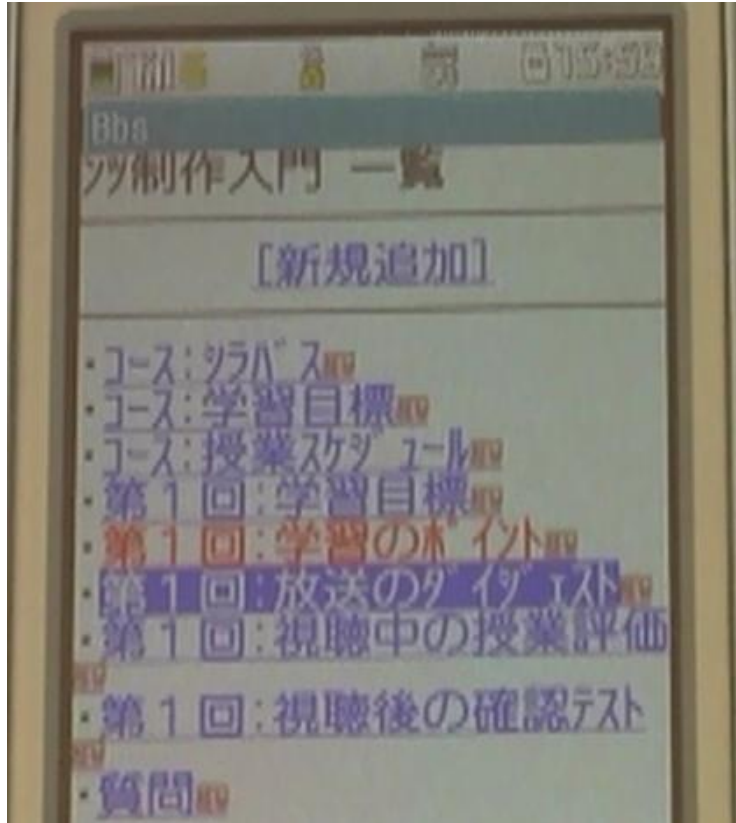 15:59
Bbs
ンツ制作入門 一覧
[新規追加]
・コース:シラバスNEW
・コース:学習目標NEW
・コース:授業スケジュールNEW
・第1回:学習目標NEW
・第1回:学習のポイントNEW
・第1回:放送のダイジェストNEW
・第1回:視聴中の授業評価
NEW
・第1回:視聴後の確認テスト
NEW
・質問NEW